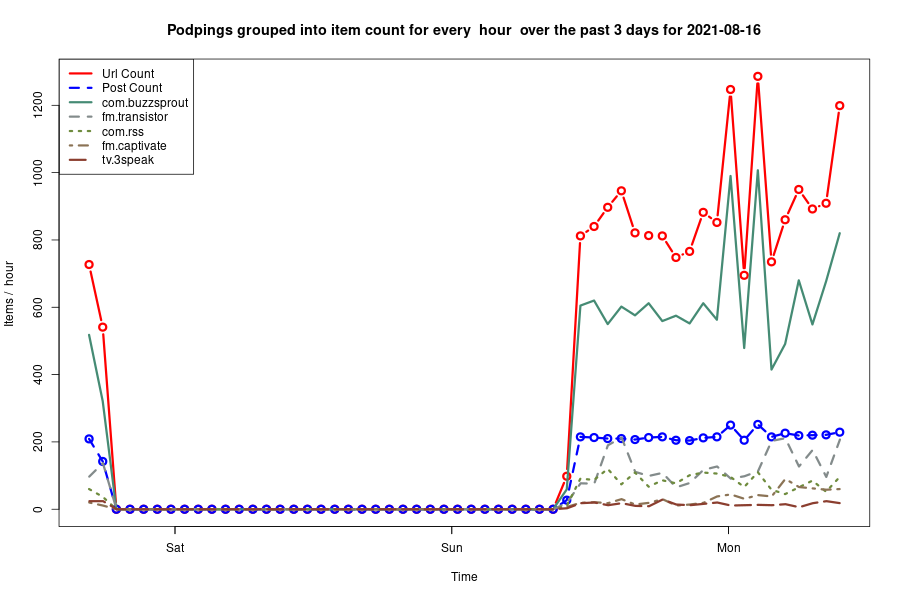 Podpings grouped into item count for every  hour  over the past 3 days for 2021-08-16
Url Count
Post Count
com.buzzsprout
fm.transistor
com.rss
fm.captivate
tv.3speak
1200
1000
800
600
400
200
0
Items /  hour
Sat
Sun
Mon
Time